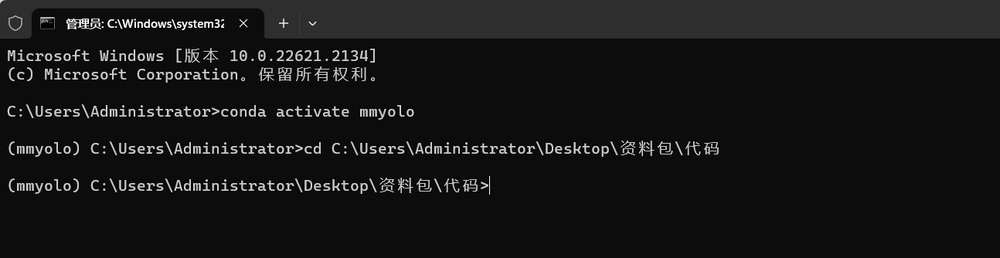 管理员: C:\Windows\system32
Microsoft Windows [版本 10.0.22621.2134]
(c) Microsoft Corporation。保留所有权利。
C:\Users\Administrator>conda activate mmyolo
(mmyolo) C:\Users\Administrator>cd C:\Users\Administrator\Desktop\资料包\代码
(mmyolo) C:\Users\Administrator\Desktop\资料包\代码>